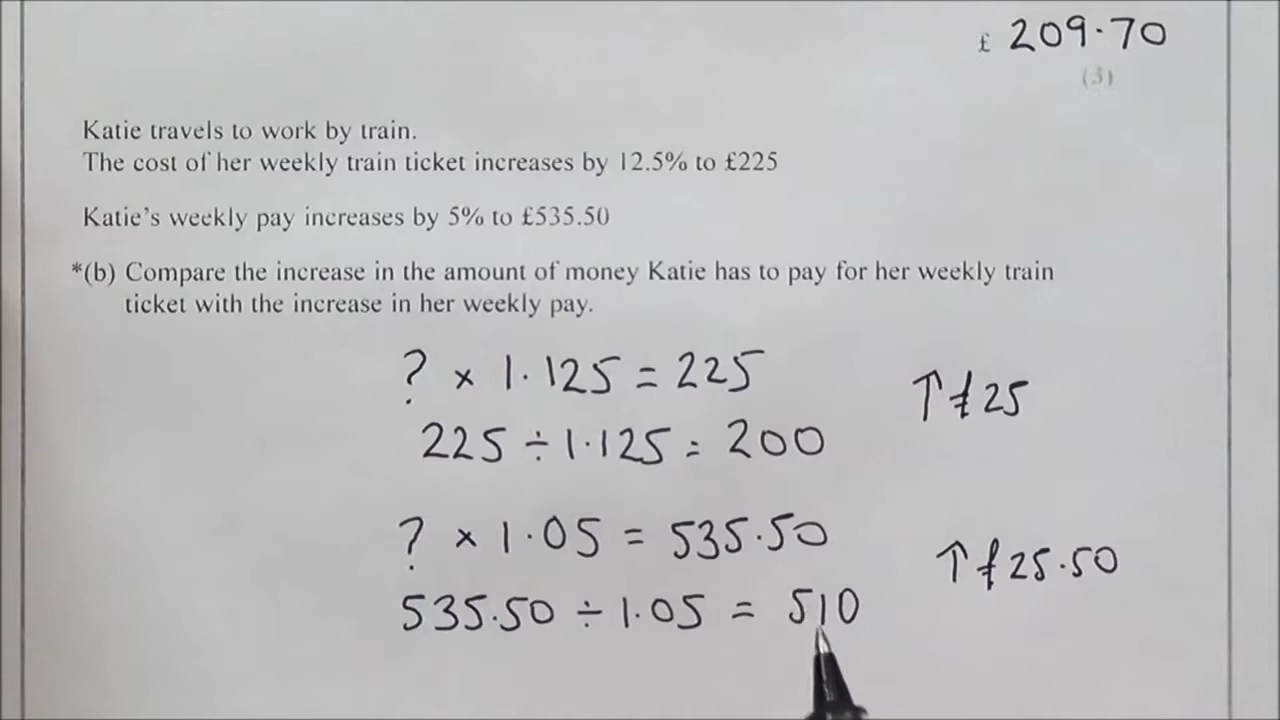 £ 209.70
(3)
Katie travels to work by train.
The cost of her weekly train ticket increases by 12.5% to £225
Katie's weekly pay increases by 5% to £535.50
*(b) Compare the increase in the amount of money Katie has to pay for her weekly train
ticket with the increase in her weekly pay.
? × 1.125 = 225
↑ £25
225 ÷ 1.125 = 200
? × 1.05 = 535.50
↑ £25.50
535.50 ÷ 1.05 = 510